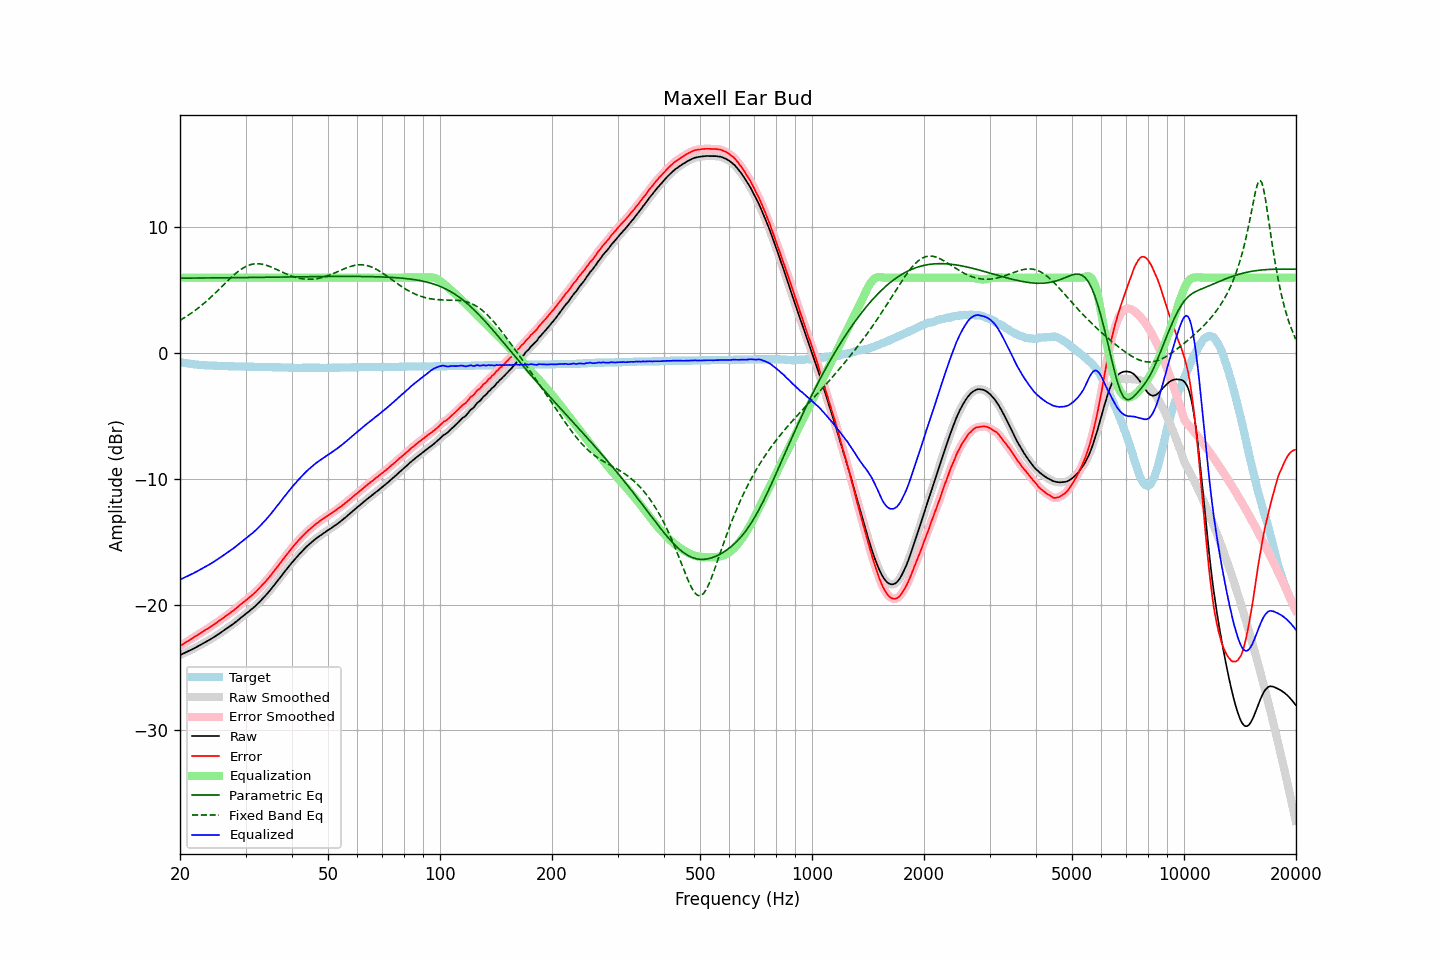 Maxell Ear Bud
Amplitude (dBr)
10
0
−10
−20
−30
Target
Raw Smoothed
Error Smoothed
Raw
Error
Equalization
Parametric Eq
Fixed Band Eq
Equalized
20 50 100 200 500 1000 2000 5000 10000 20000
Frequency (Hz)